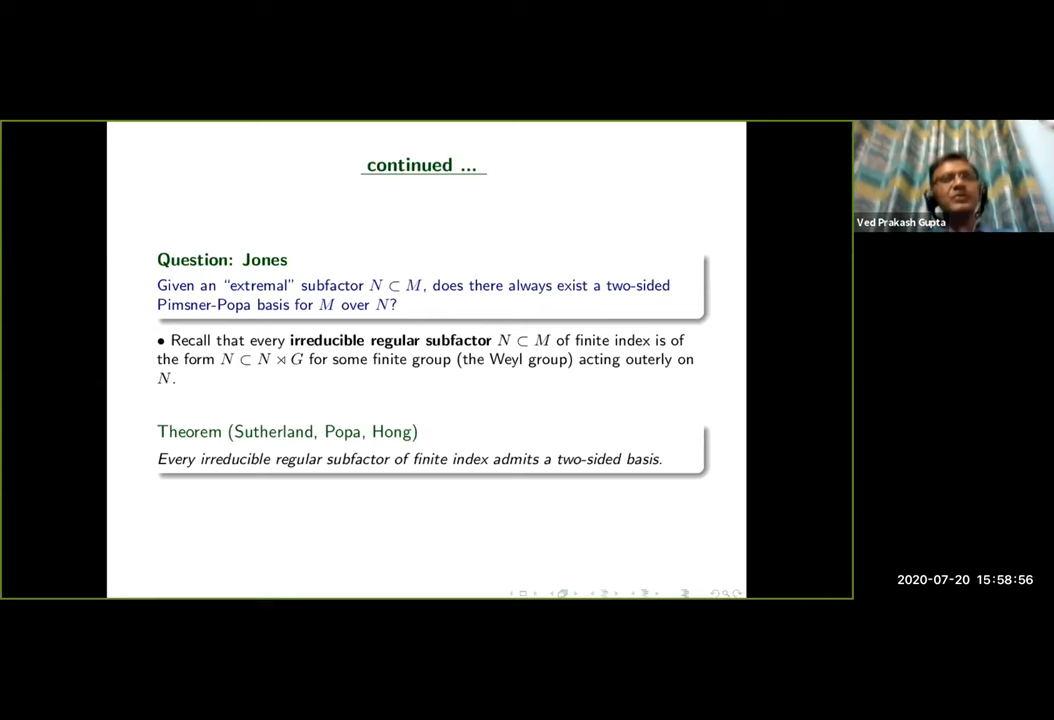 continued ...
Question: Jones
Given an “extremal” subfactor N ⊂ M, does there always exist a two-sided
Pimsner-Popa basis for M over N?
• Recall that every irreducible regular subfactor N ⊂ M of finite index is of
the form N ⊂ N ⋊ G for some finite group (the Weyl group) acting outerly on
N.
Theorem (Sutherland, Popa, Hong)
Every irreducible regular subfactor of finite index admits a two-sided basis.
Ved Prakash Gupta
2020-07-20 15:58:56